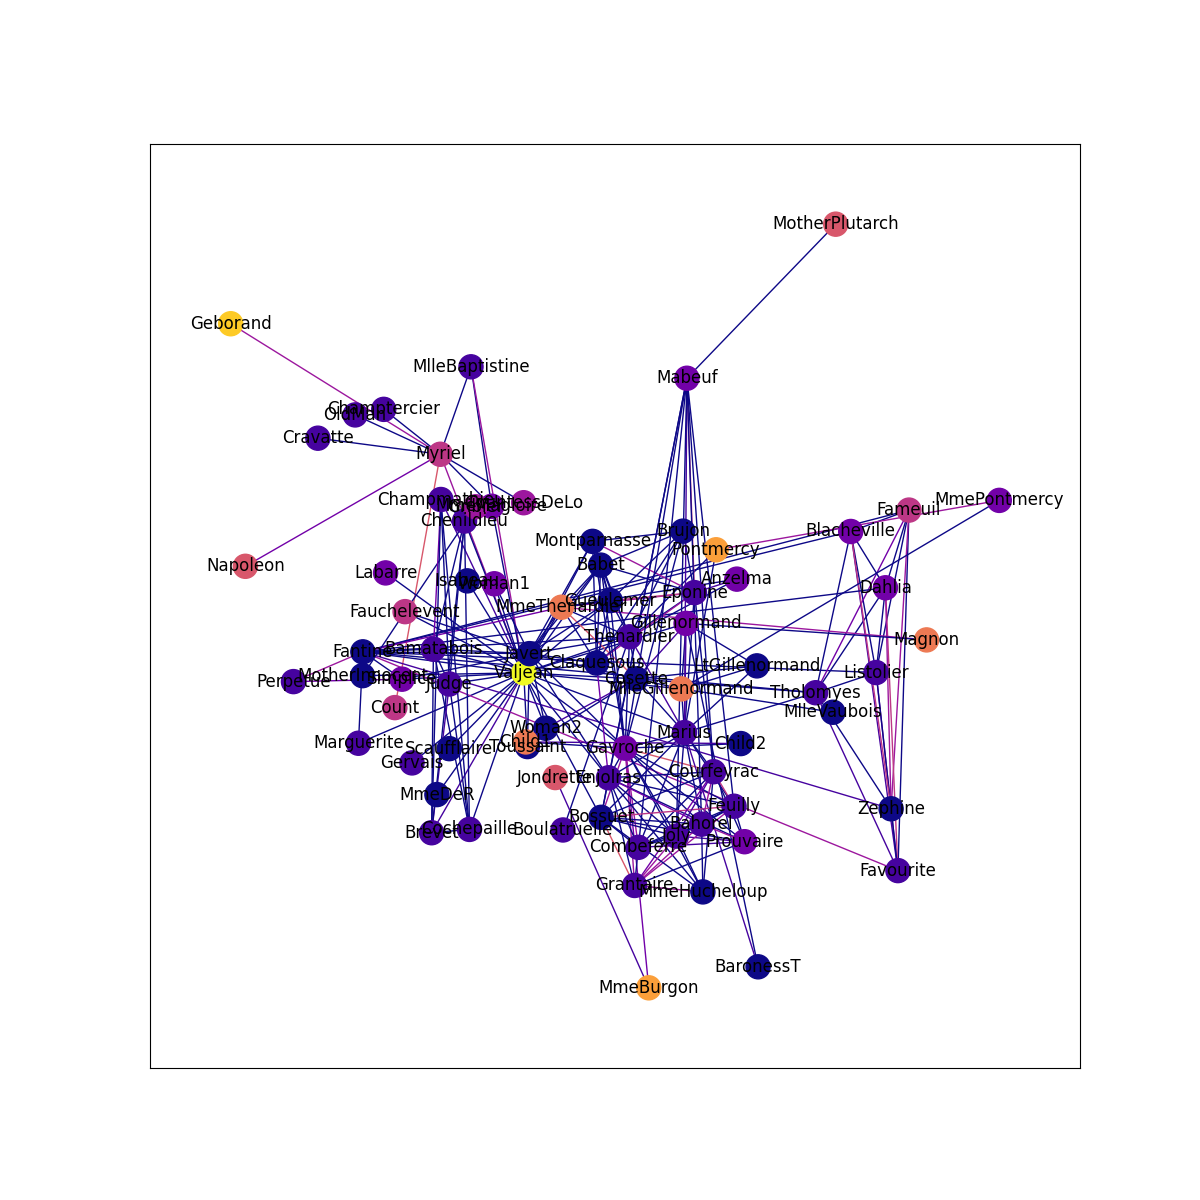 MotherPlutarch
Geborand
MlleBaptistine
Mabeuf
Champtercier
OldMan
Cravatte
Myriel
Champmathieu
CountessDeLo
MmePontmercy
Fameuil
Chenildieu
Blacheville
Brujon
Montparnasse
Pontmercy
Napoleon
Babet
Labarre
Anzelma
Isabeau
Woman1
Dahlia
Eponine
Gueulemer
MmeThenardier
Fauchelevent
Gillenormand
Thenardier
Magnon
Fantine
Bamatabois
Javert
Claquesous
LtGillenormand
Valjean
Listolier
MotherInnocent
Simplice
Cosette
Perpetue
Judge
MlleGillenormand
Tholomyes
Count
MlleVaubois
Woman2
Marius
Marguerite
Child1
Child2
Scaufflaire
Toussaint
Gavroche
Gervais
Courfeyrac
Jondrette
Enjolras
MmeDeR
Feuilly
Zephine
Bossuet
Bahorel
Brevet
Cochepaille
Boulatruelle
Joly
Prouvaire
Combeferre
Favourite
Grantaire
MmeHucheloup
BaronessT
MmeBurgon